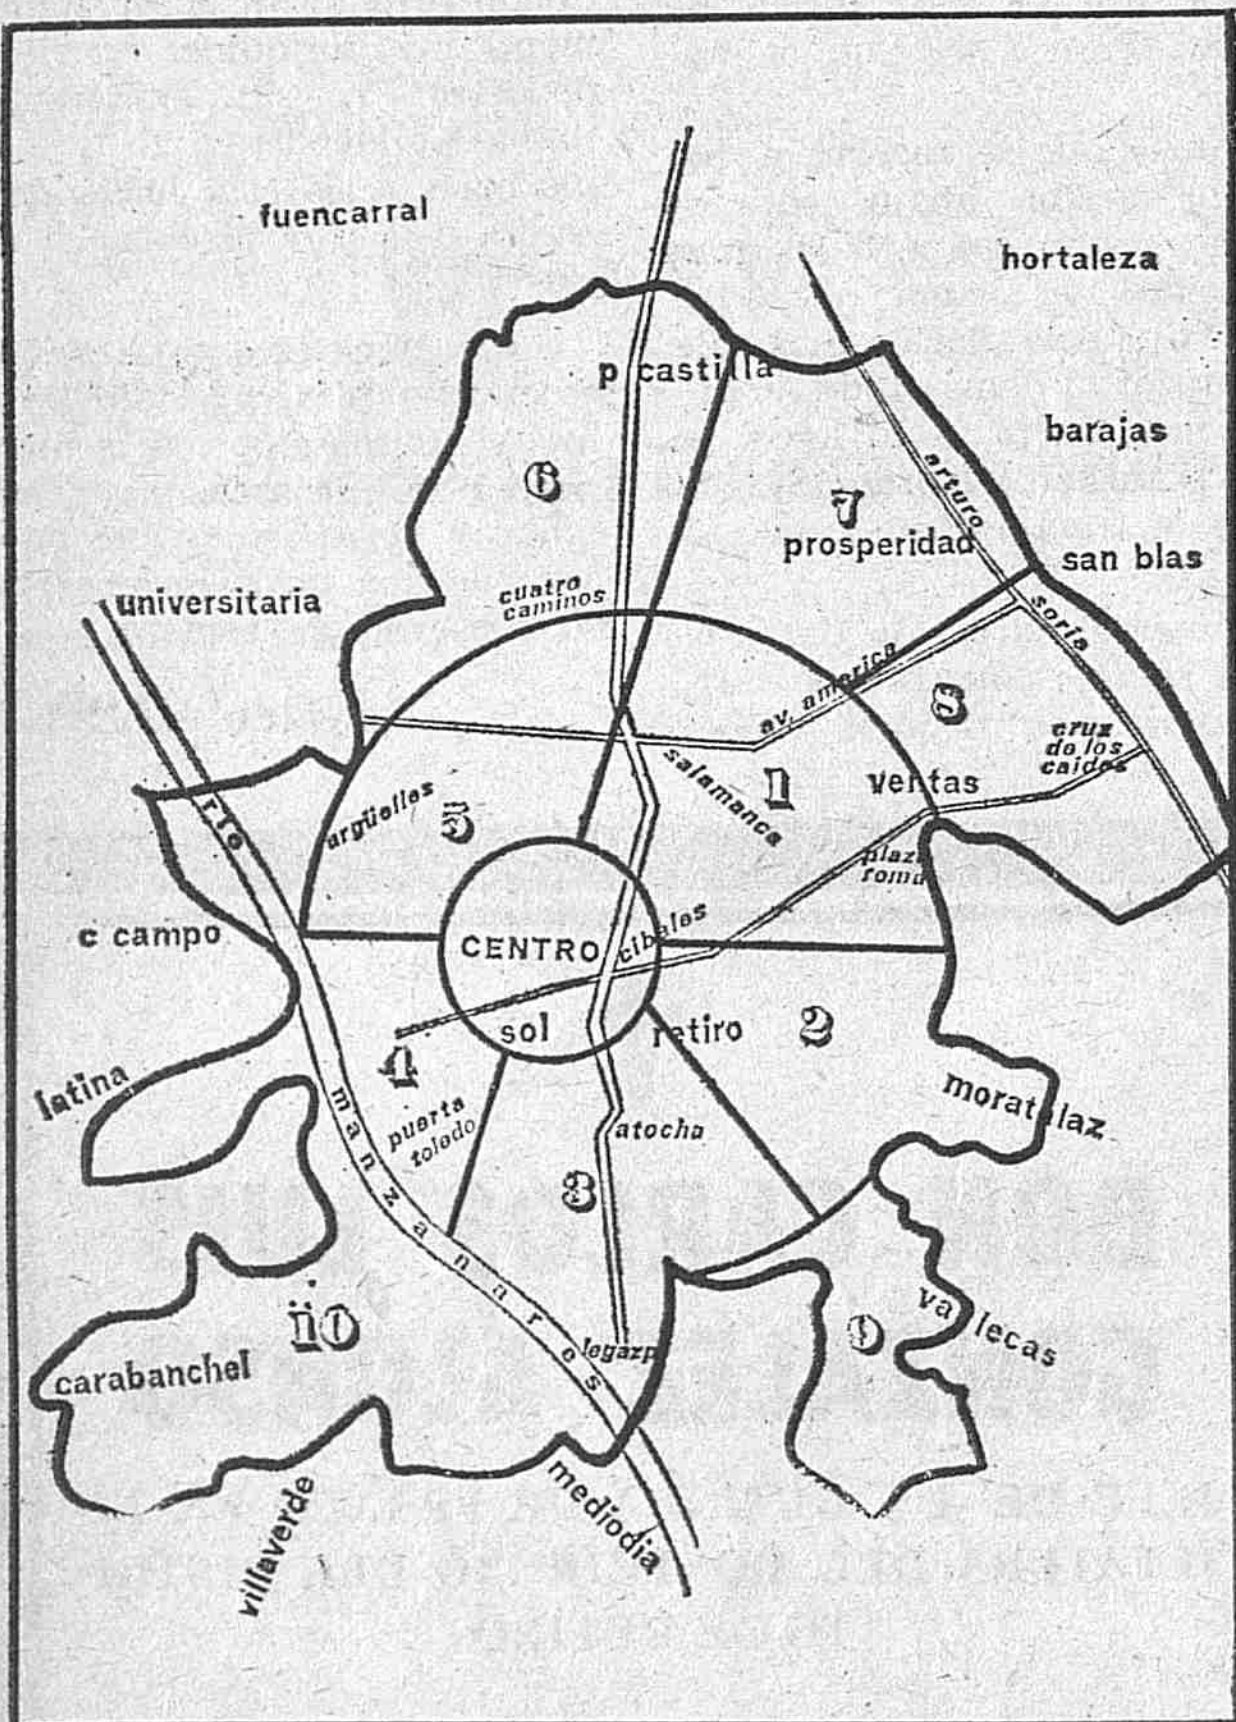 fuencarral
hortaleza
p castilla
barajas
6
arturo
7
prosperidad
san blas
cuatro
caminos
universitaria
soria
av. america
8
cruz
de los
caidos
salamanca
1
ventas
argüelles
5
rio
plaza
roma
c campo
CENTRO
cibeles
sol
retiro
2
4
latina
moratalaz
puerta
toledo
atocha
manzanares
3
10
vallecas
9
legazpi
carabanchel
mediodia
villaverde